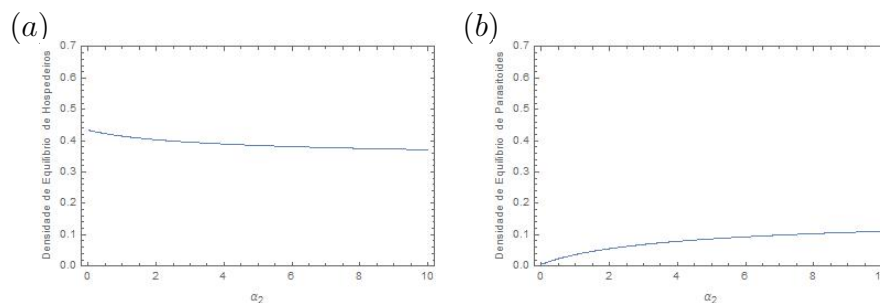 (a)
Densidade de Equilíbrio de Hospedeiros
0.7
0.6
0.5
0.4
0.3
0.2
0.1
0.0
0 2 4 6 8 10
α2
(b)
Densidade de Equilíbrio de Parasitoides
0.7
0.6
0.5
0.4
0.3
0.2
0.1
0.0
0 2 4 6 8 10
α2